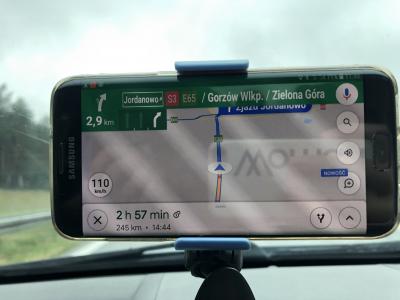 Jordanowo S3 E65 / Gorzów Wlkp. / Zielona Góra
2,9 km
Zjazd Jordanowo
SAMSUNG
NOWOŚĆ
110
km/h
2 h 57 min
245 km • 14:44